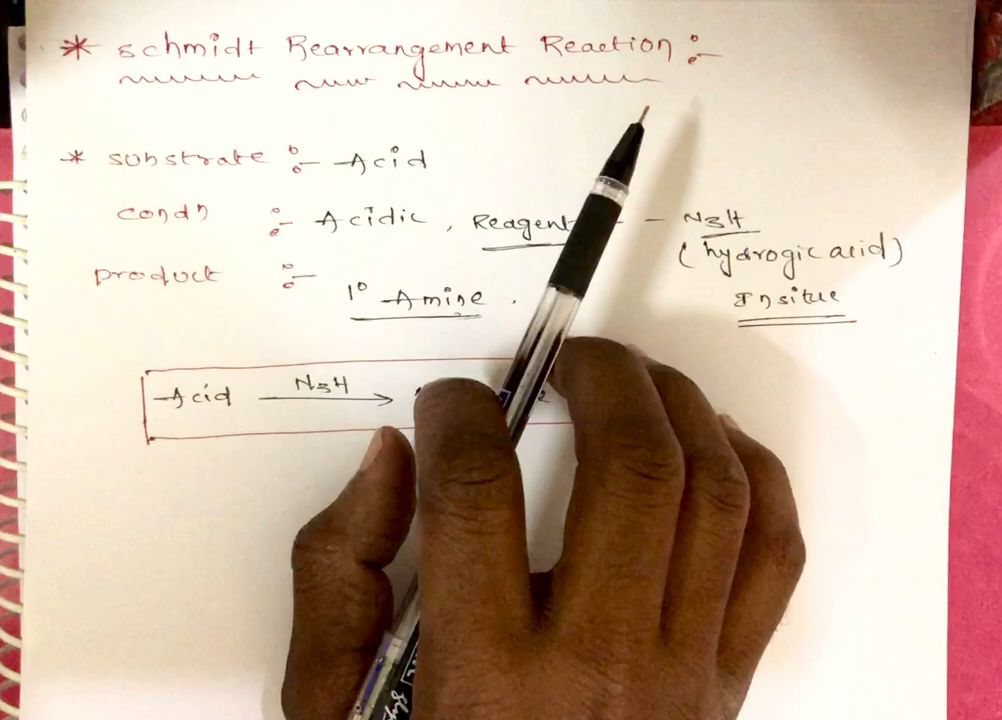 * Schmidt Rearrangement Reaction :-
* substrate :- Acid
condn :- Acidic , Reagent - N3H
(hydrogic acid)
Insitue
product :- 1° Amine .
Acid N3H